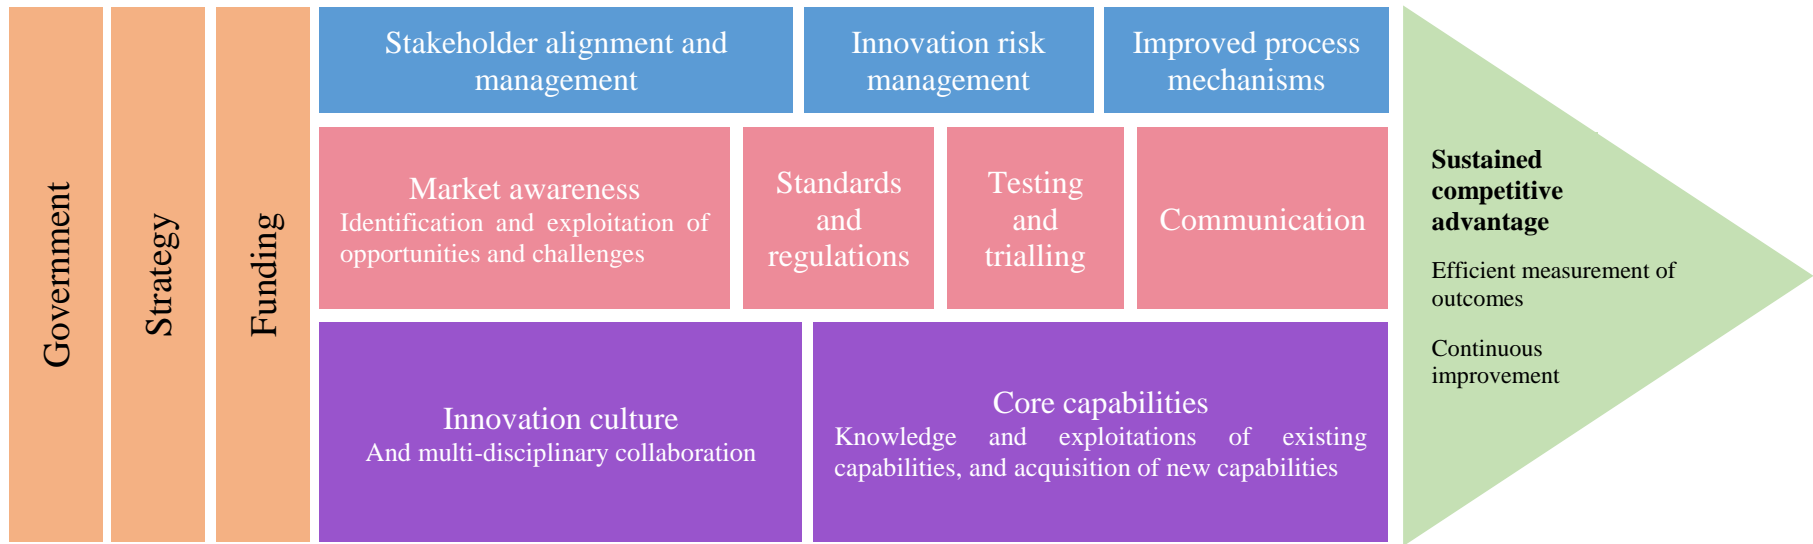 Government
Strategy
Funding
Stakeholder alignment and
management
Innovation risk
management
Improved process
mechanisms
Market awareness
Identification and exploitation of
opportunities and challenges
Standards
and
regulations
Testing
and
trialling
Communication
Innovation culture
And multi-disciplinary collaboration
Core capabilities
Knowledge and exploitations of existing
capabilities, and acquisition of new capabilities
Sustained
competitive
advantage
Efficient measurement of
outcomes
Continuous
improvement